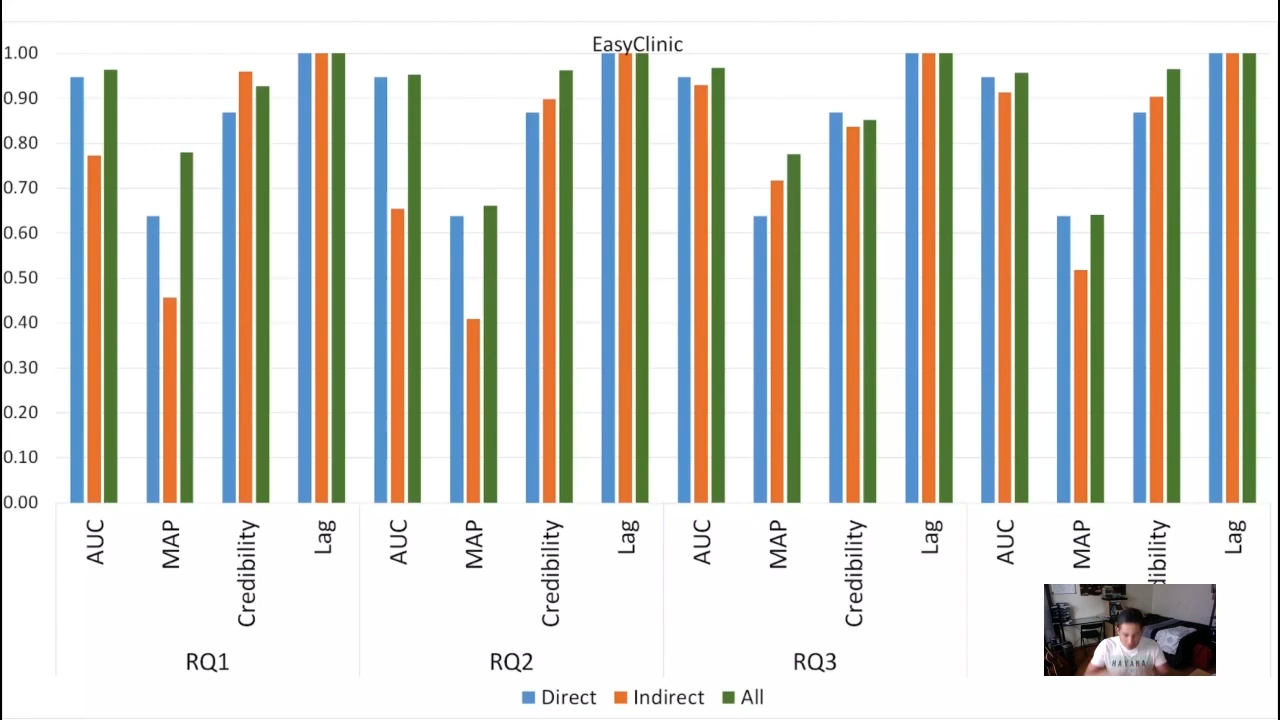 EasyClinic
1.00
0.90
0.80
0.70
0.60
0.50
0.40
0.30
0.20
0.10
0.00
AUC
MAP
Credibility
Lag
AUC
MAP
Credibility
Lag
AUC
MAP
Credibility
Lag
AUC
MAP
dibility
Lag
RQ1
RQ2
RQ3
Direct Indirect All
HAVANA